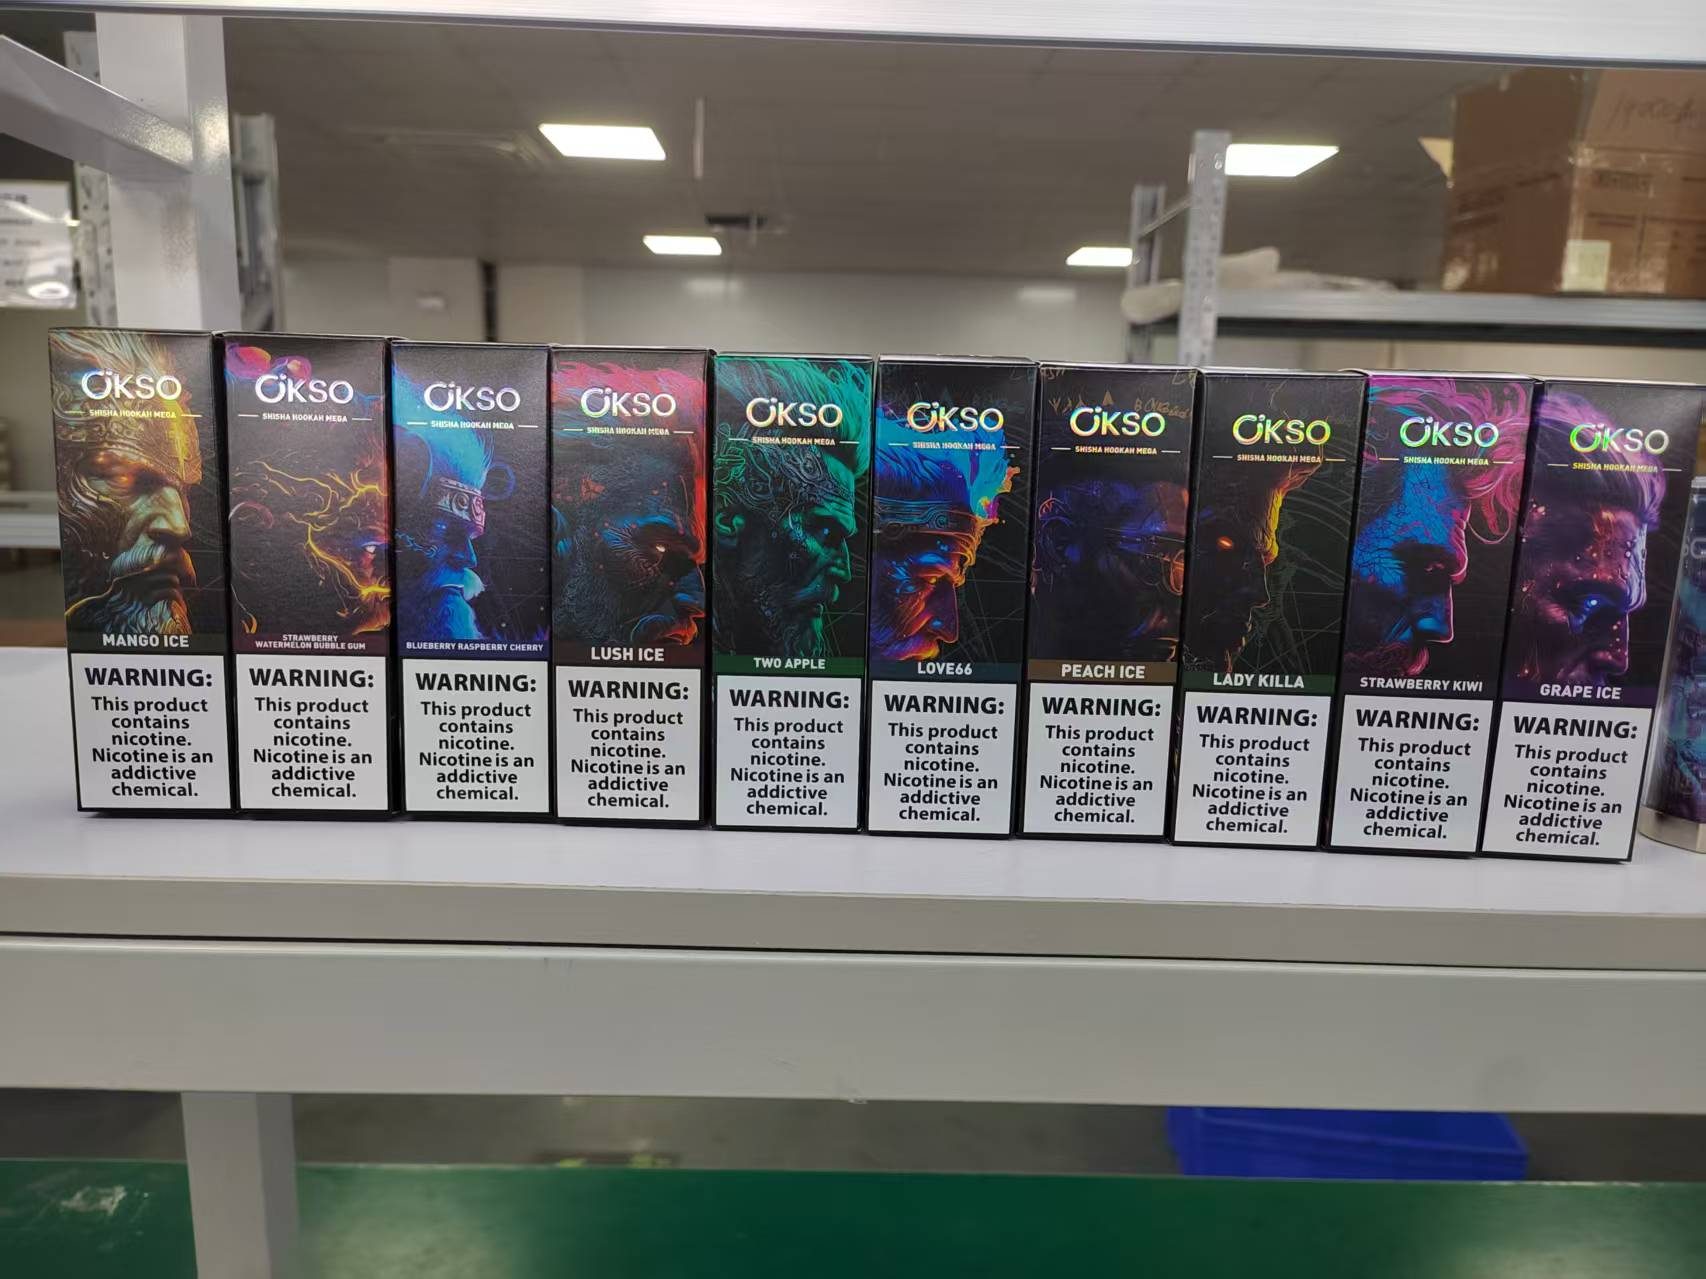 OKSO
SHISHA HOOKAH MEGA
MANGO ICE
WARNING:
This product
contains
nicotine.
Nicotine is an
addictive
chemical.
OKSO
SHISHA HOOKAH MEGA
STRAWBERRY
WATERMELON BUBBLE GUM
WARNING:
This product
contains
nicotine.
Nicotine is an
addictive
chemical.
OKSO
SHISHA HOOKAH MEGA
BLUEBERRY RASPBERRY CHERRY
WARNING:
This product
contains
nicotine.
Nicotine is an
addictive
chemical.
OKSO
SHISHA HOOKAH MEGA
LUSH ICE
WARNING:
This product
contains
nicotine.
Nicotine is an
addictive
chemical.
OKSO
SHISHA HOOKAH MEGA
TWO APPLE
WARNING:
This product
contains
nicotine.
Nicotine is an
addictive
chemical.
OKSO
SHISHA HOOKAH MEGA
LOVE66
WARNING:
This product
contains
nicotine.
Nicotine is an
addictive
chemical.
OKSO
SHISHA HOOKAH MEGA
PEACH ICE
WARNING:
This product
contains
nicotine.
Nicotine is an
addictive
chemical.
OKSO
SHISHA HOOKAH MEGA
LADY KILLA
WARNING:
This product
contains
nicotine.
Nicotine is an
addictive
chemical.
OKSO
SHISHA HOOKAH MEGA
STRAWBERRY KIWI
WARNING:
This product
contains
nicotine.
Nicotine is an
addictive
chemical.
OKSO
SHISHA HOOKAH MEGA
GRAPE ICE
WARNING:
This product
contains
nicotine.
Nicotine is an
addictive
chemical.